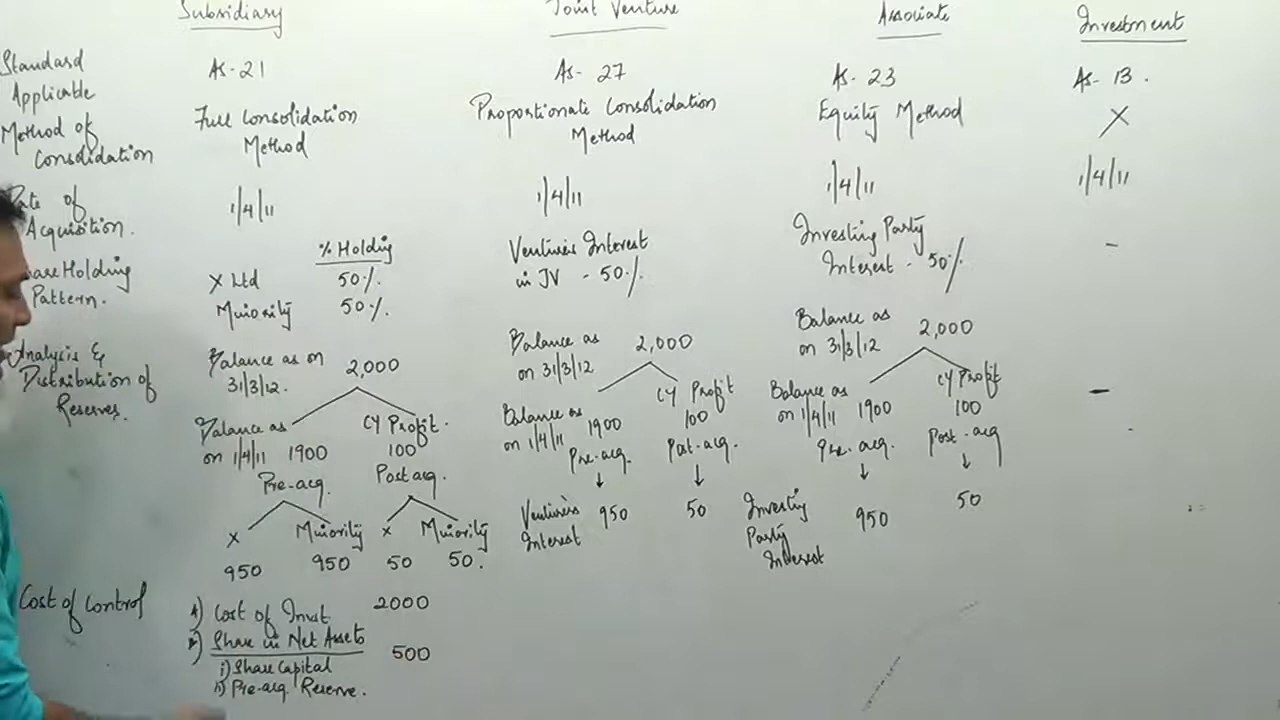 Subsidiary
Joint Venture
Associate
Investment
Standard
Applicable
AS-21
AS-27
AS-23
AS-13.
Method of
Consolidation
Full Consolidation
Method
Proportionate Consolidation
Method
Equity Method
X
Date of
Acquisition.
1/4/11
1/4/11
1/4/11
1/4/11
Share Holding
Pattern.
% Holding
X Ltd 50%.
Minority 50%.
Venturer's Interest
in JV - 50%
Investing Party
Interest - 50%
-
Analysis &
Distribution of
Reserves.
Balance as on
31/3/12.
2,000
Balance as
on 1/4/11 1900
Pre-acq.
CY Profit.
100
Post acq.
X
950
Minority
950
X
50
Minority
50.
Balance as
on 31/3/12
2,000
Balance as
on 1/4/11 1900
Pre-acq.
CY Profit
100
Post-acq.
↓
↓
Venturer's
Interest
950
50
Balance as
on 31/3/12
2,000
Balance as
on 1/4/11 1900
Pre-acq.
CY Profit
100
Post-acq
↓
↓
Investing
Party
Interest
950
50
-
Cost of Control
A) Cost of Invst 2000
B) Share in Net Assets
i) Share Capital 500
ii) Pre-acq. Reserve.